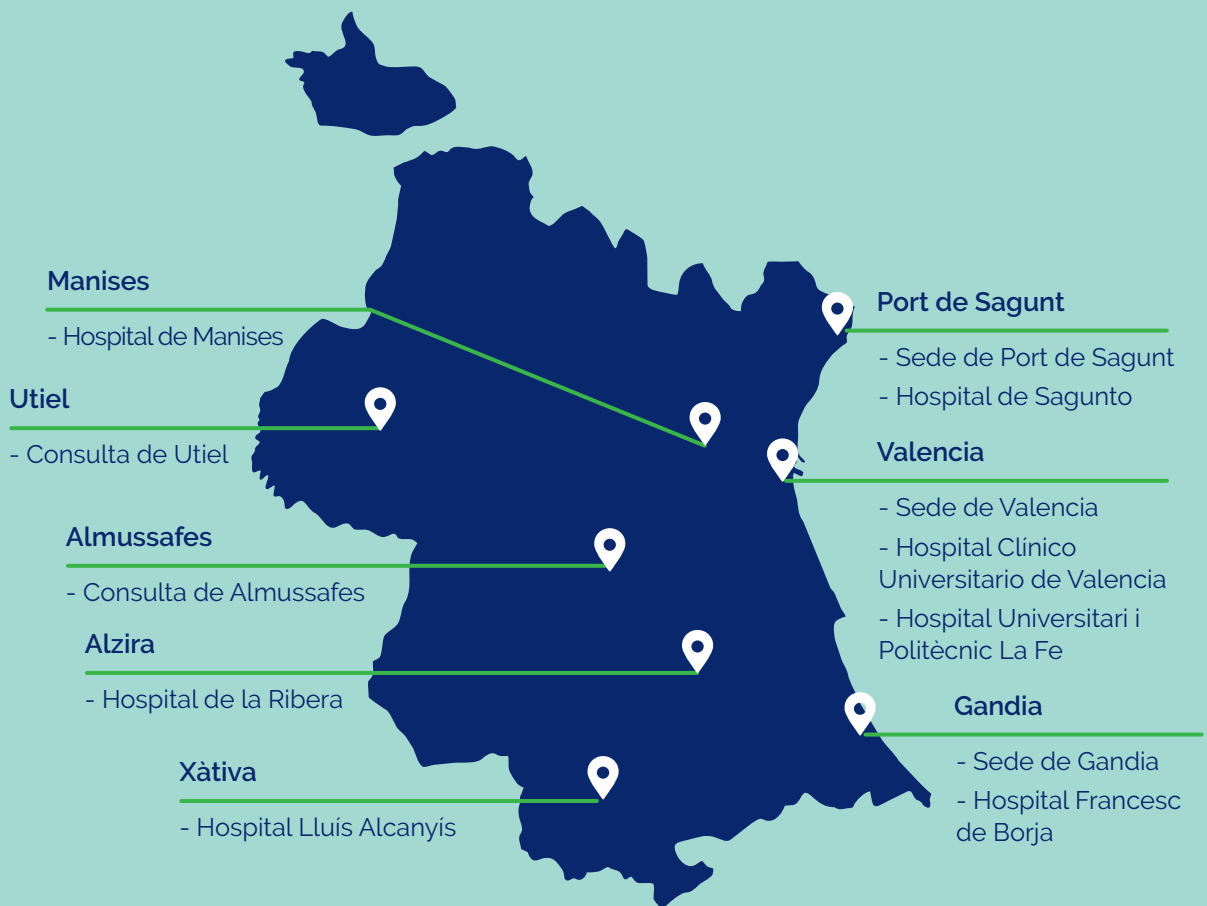 Manises
- Hospital de Manises
Utiel
- Consulta de Utiel
Almussafes
- Consulta de Almussafes
Alzira
- Hospital de la Ribera
Xàtiva
- Hospital Lluís Alcanyís
Port de Sagunt
- Sede de Port de Sagunt
- Hospital de Sagunto
Valencia
- Sede de Valencia
- Hospital Clínico
Universitario de Valencia
- Hospital Universitari i
Politècnic La Fe
Gandia
- Sede de Gandia
- Hospital Francesc
de Borja